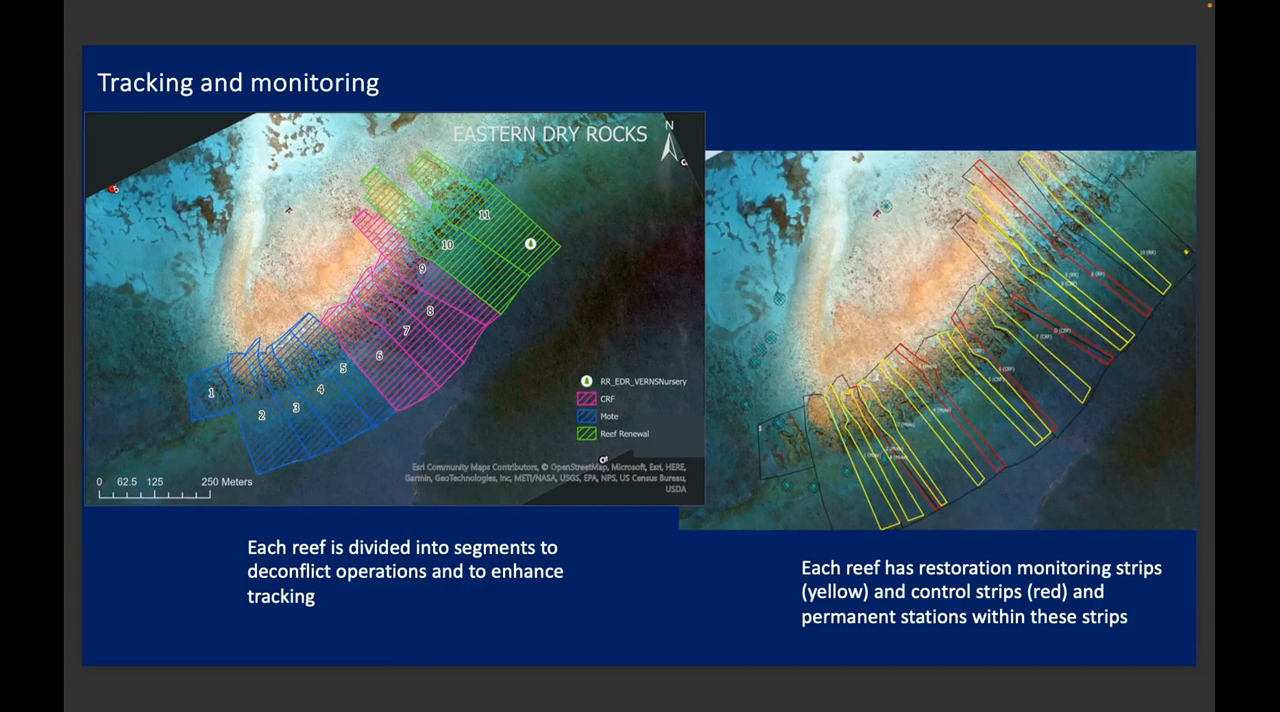 Tracking and monitoring
EASTERN DRY ROCKS
N
11
10
9
8
7
6
5
4
3
2
1
RR_EDR_VERNSNursery
CRF
Mote
Reef Renewal
0 62.5 125 250 Meters
Esri Community Maps Contributors, © OpenStreetMap, Microsoft, Esri, HERE,
Garmin, GeoTechnologies, Inc, METI/NASA, USGS, EPA, NPS, US Census Bureau,
USDA
Each reef is divided into segments to
deconflict operations and to enhance
tracking
Each reef has restoration monitoring strips
(yellow) and control strips (red) and
permanent stations within these strips